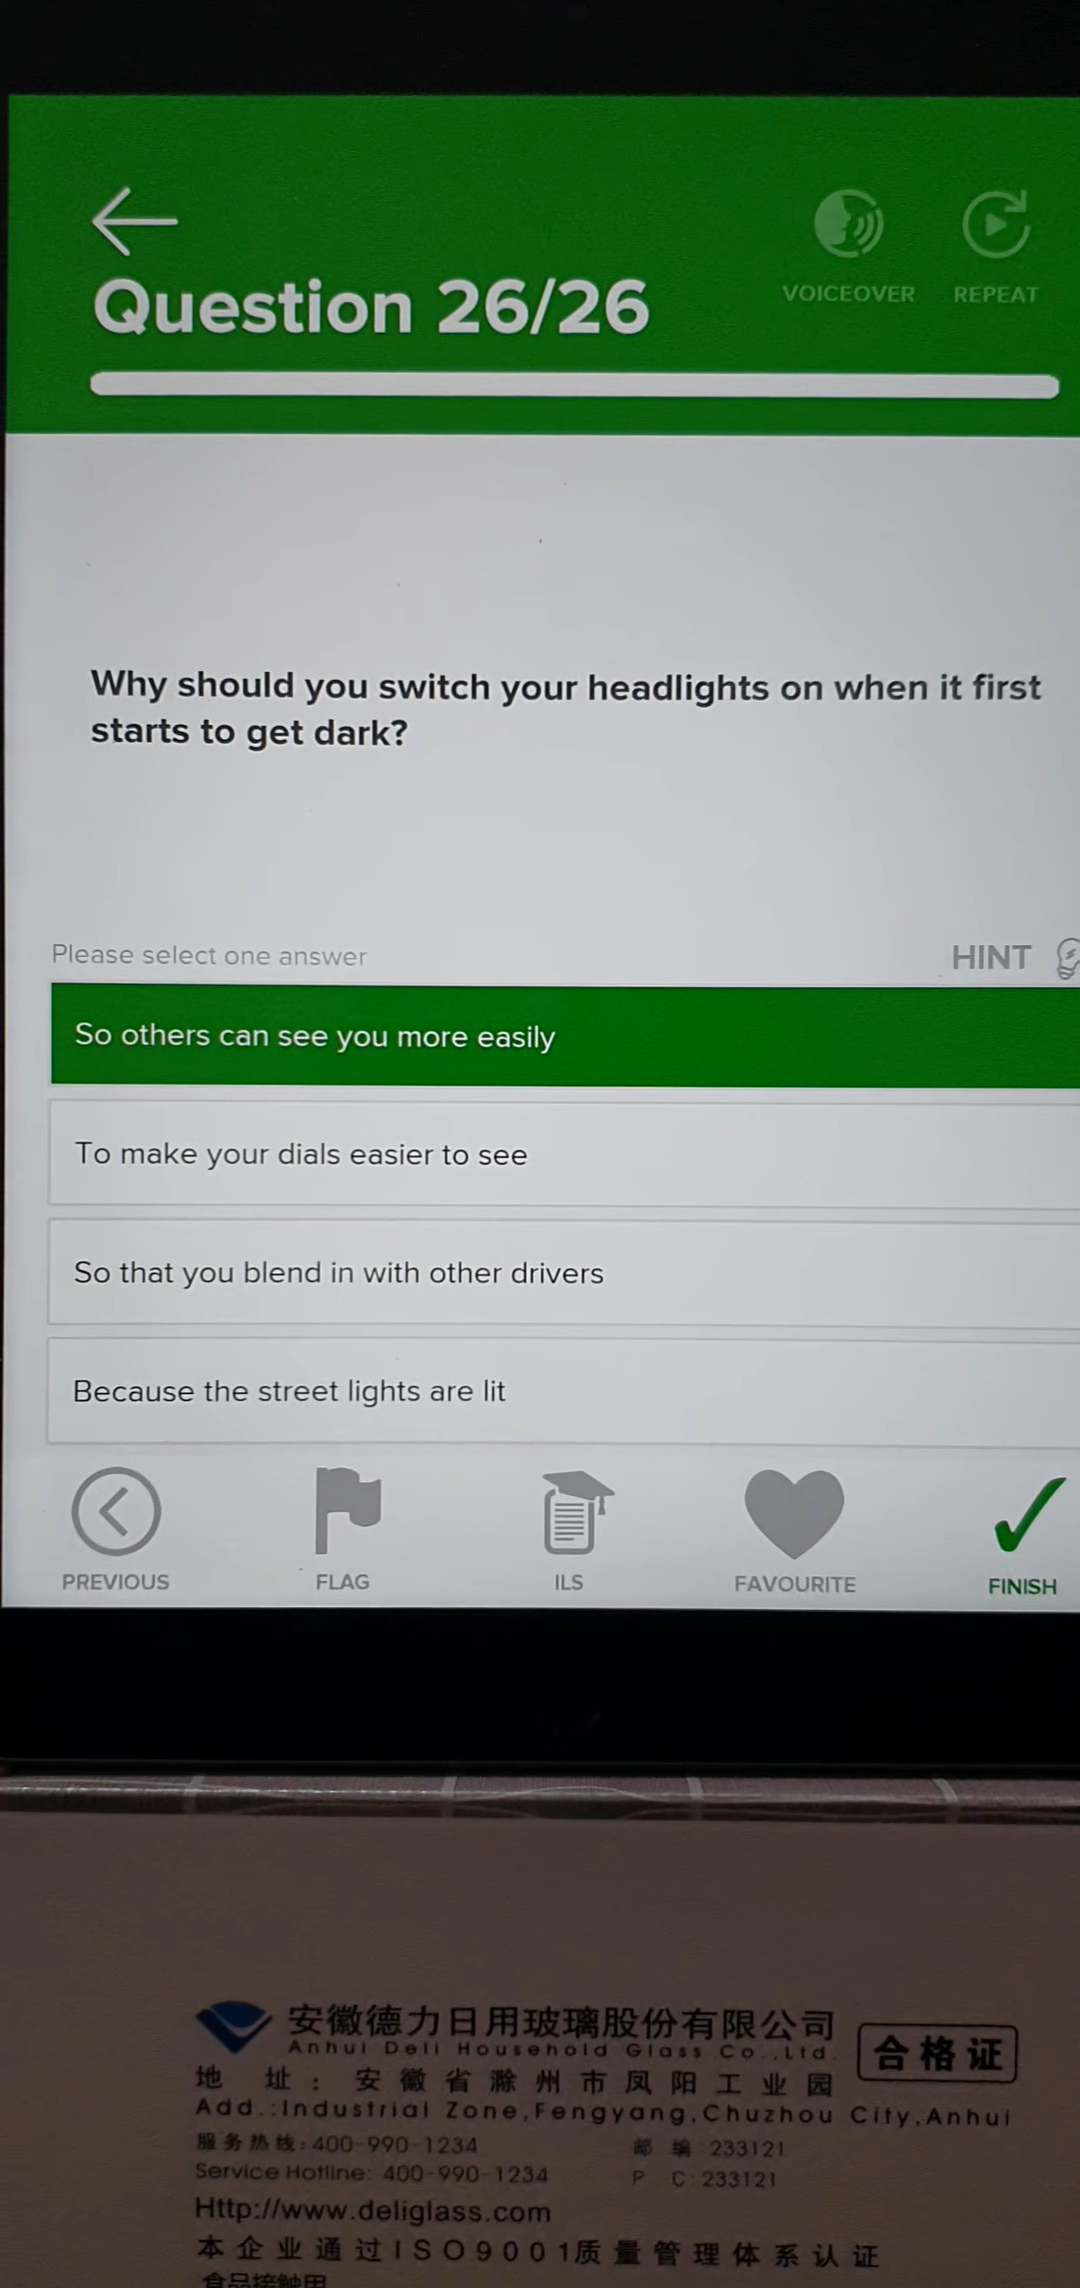 VOICEOVER REPEAT
Question 26/26
Why should you switch your headlights on when it first
starts to get dark?
Please select one answer
HINT
So others can see you more easily
To make your dials easier to see
So that you blend in with other drivers
Because the street lights are lit
PREVIOUS FLAG ILS FAVOURITE FINISH
安徽德力日用玻璃股份有限公司
合格证
Anhui Deli Household Glass Co.,Ltd.
地 址：安徽省滁州市凤阳工业园
Add.:Industrial Zone,Fengyang,Chuzhou City,Anhui
服务热线:400-990-1234 邮 编 233121
Service Hotline: 400-990-1234 P C 233121
Http://www.deliglass.com
本企业通过ISO9001质量管理体系认证
食品接触用